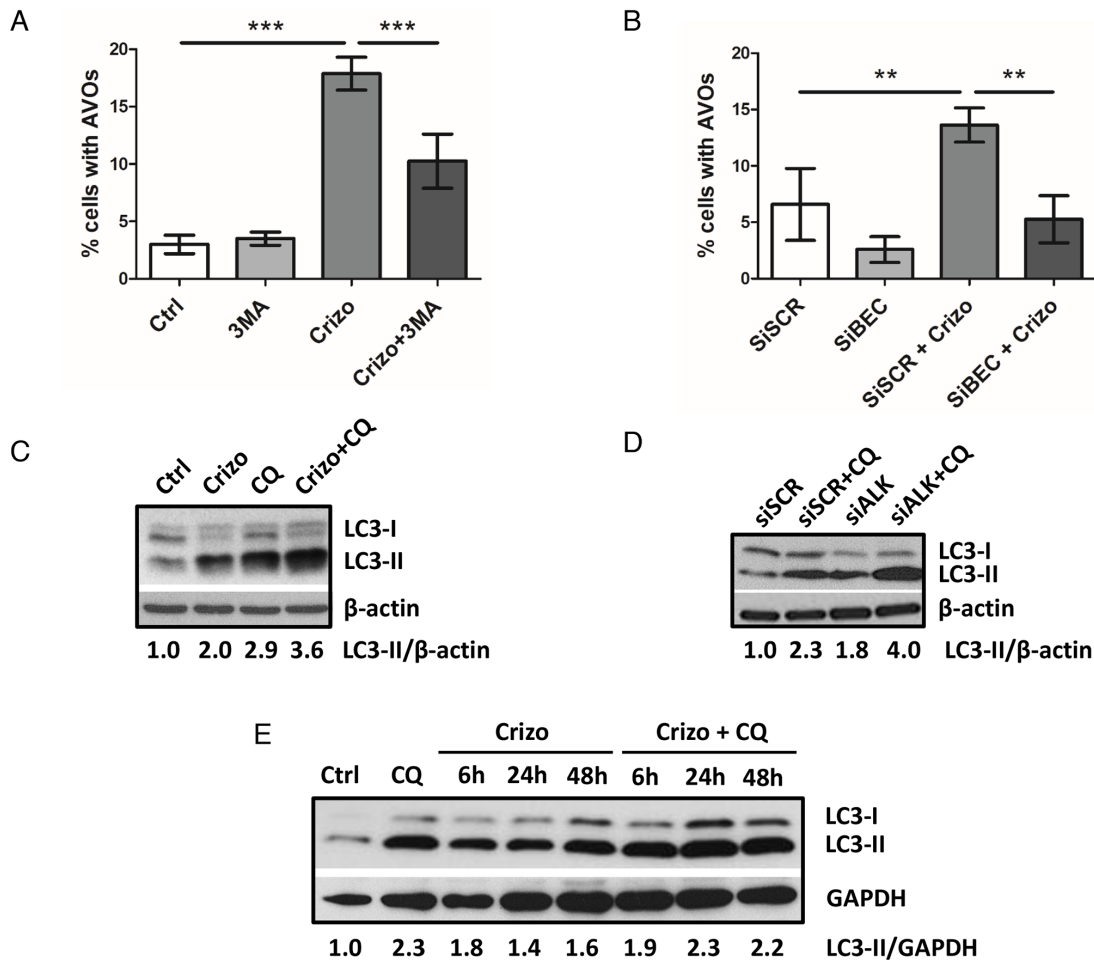 A
B
*** ***
** **
% cells with AVOs
20
15
10
5
0
Ctrl
3MA
Crizo
Crizo+3MA
% cells with AVOs
20
15
10
5
0
SiSCR
SiBEC
SiSCR + Crizo
SiBEC + Crizo
C
Ctrl
Crizo
CQ
Crizo+CQ
LC3-I
LC3-II
β-actin
1.0 2.0 2.9 3.6 LC3-II/β-actin
D
siSCR
siSCR+CQ
siALK
siALK+CQ
LC3-I
LC3-II
β-actin
1.0 2.3 1.8 4.0 LC3-II/β-actin
E
Crizo Crizo + CQ
Ctrl CQ 6h 24h 48h 6h 24h 48h
LC3-I
LC3-II
GAPDH
1.0 2.3 1.8 1.4 1.6 1.9 2.3 2.2 LC3-II/GAPDH